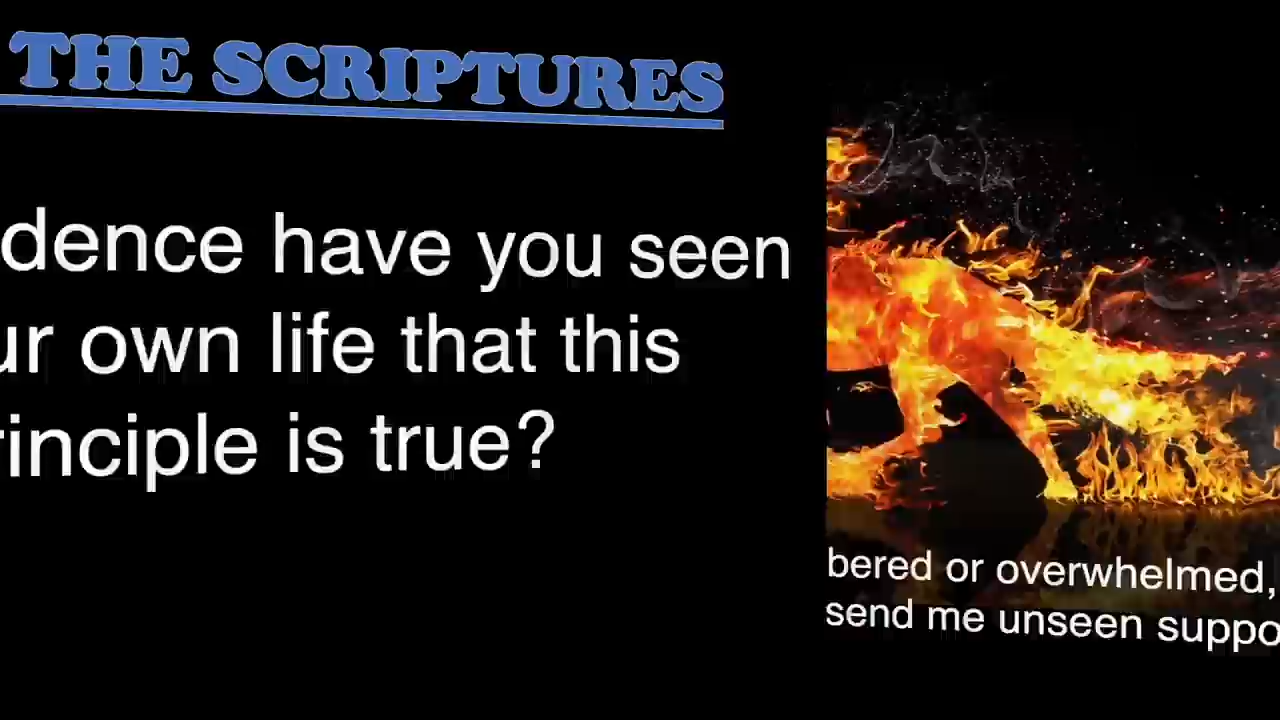 THE SCRIPTURES
dence have you seen
ur own life that this
rinciple is true?
bered or overwhelmed,
send me unseen suppo